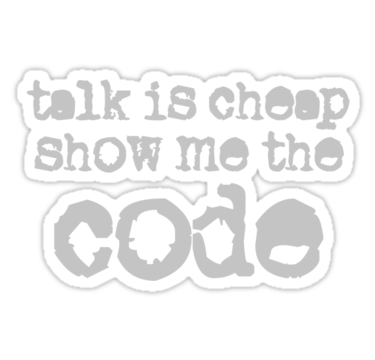 talk is cheap
show me the
code